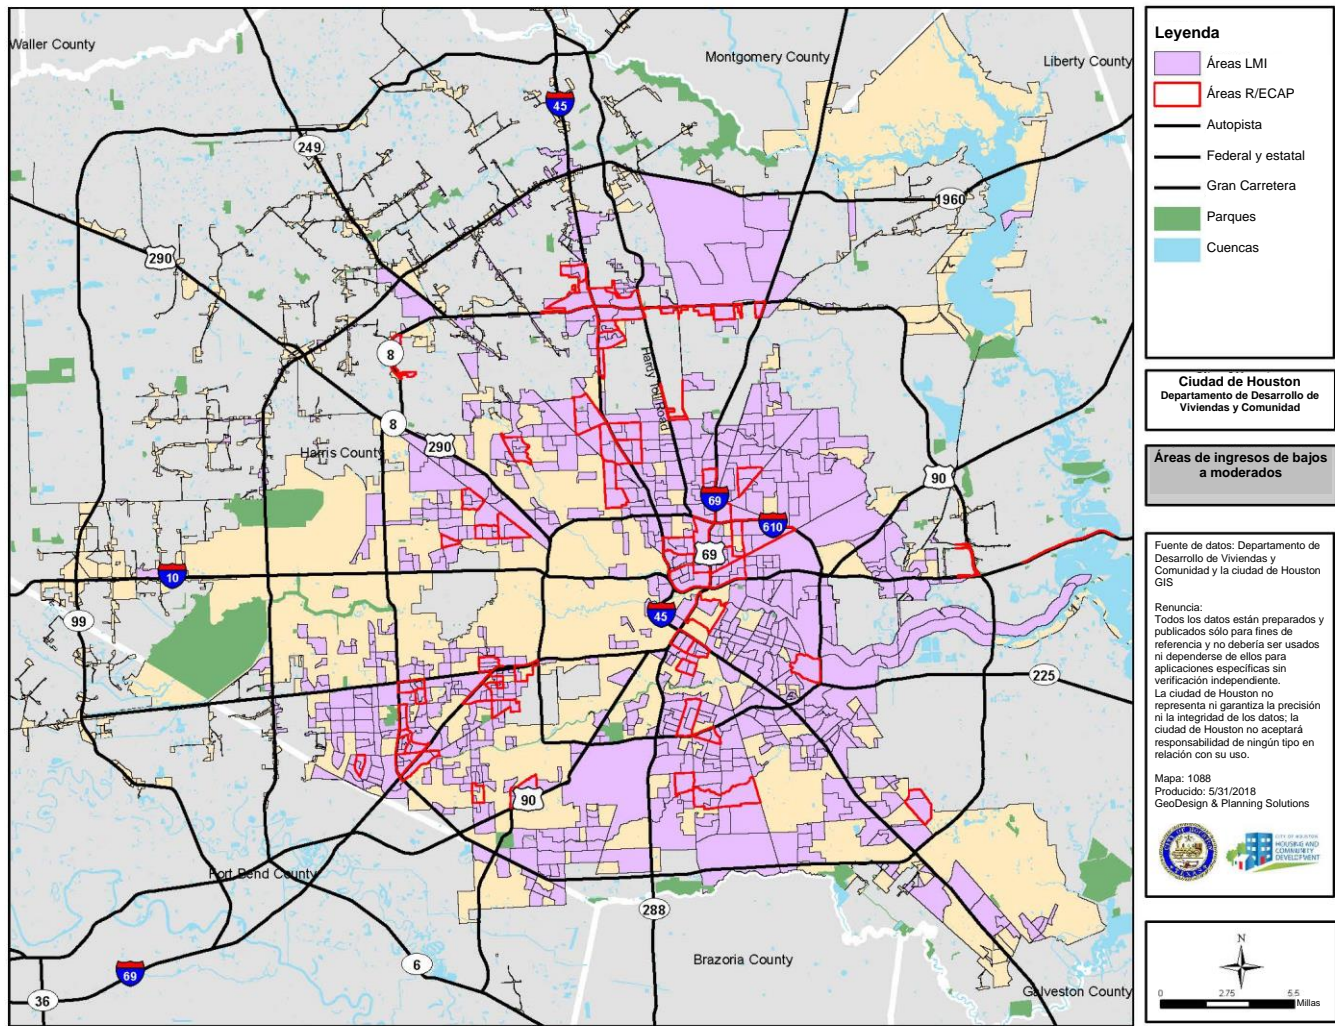 Waller County
Montgomery County
Liberty County
45
249
1960
290
8
Hardy Toll Road
8
290
Harris County
90
69
610
69
10
99
45
225
90
Fort Bend County
288
6
69
36
Brazoria County
Galveston County
Leyenda
Áreas LMI
Áreas R/ECAP
Autopista
Federal y estatal
Gran Carretera
Parques
Cuencas
Ciudad de Houston
Departamento de Desarrollo de
Viviendas y Comunidad
Áreas de ingresos de bajos
a moderados
Fuente de datos: Departamento de
Desarrollo de Viviendas y
Comunidad y la ciudad de Houston
GIS
Renuncia:
Todos los datos están preparados y
publicados sólo para fines de
referencia y no debería ser usados
ni dependerse de ellos para
aplicaciones específicas sin
verificación independiente.
La ciudad de Houston no
representa ni garantiza la precisión
ni la integridad de los datos; la
ciudad de Houston no aceptará
responsabilidad de ningún tipo en
relación con su uso.
Mapa: 1088
Producido: 5/31/2018
GeoDesign & Planning Solutions
CITY OF HOUSTON
HOUSING AND
COMMUNITY
DEVELOPMENT
N
0 2.75 5.5
Millas